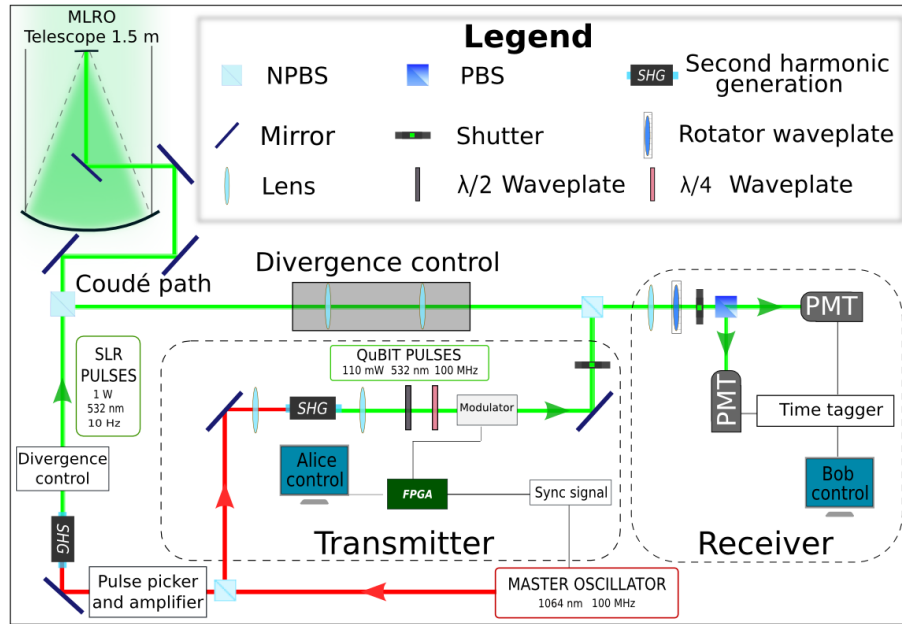 MLRO
Telescope 1.5 m
Legend
NPBS
PBS
SHG
Second harmonic
generation
Mirror
Shutter
Rotator waveplate
Lens
λ/2 Waveplate
λ/4 Waveplate
Coudé path
Divergence control
SLR
PULSES
1 W
532 nm
10 Hz
QuBIT PULSES
110 mW 532 nm 100 MHz
PMT
PMT
SHG
Modulator
Time tagger
Divergence
control
Alice
control
FPGA
Sync signal
Bob
control
SHG
Transmitter
Receiver
Pulse picker
and amplifier
MASTER OSCILLATOR
1064 nm 100 MHz